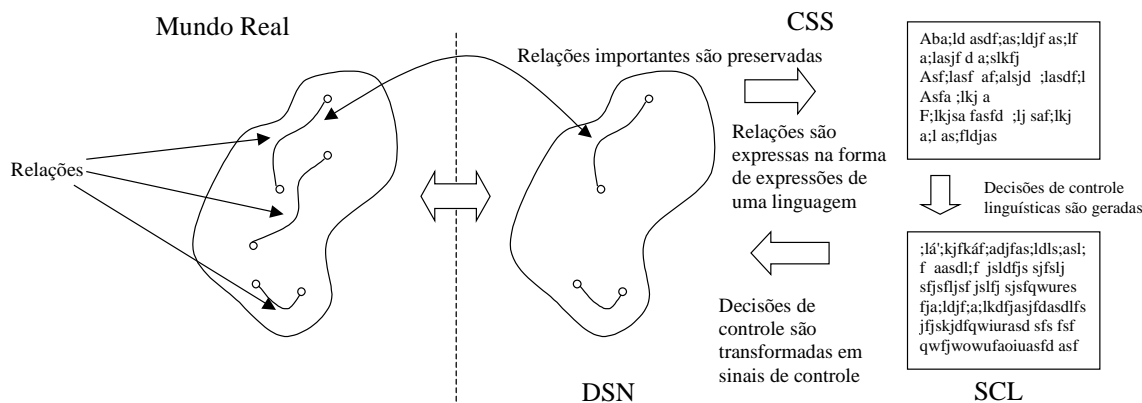 Mundo Real
CSS
Relações importantes são preservadas
Relações
Relações são
expressas na forma
de expressões de
uma linguagem
Aba;ld asdf;as;ldjf as;lf
a;lasjf d a;slkfj
Asf;lasf af;alsjd ;lasdf;l
Asfa ;lkj a
F;lkjsa fasfd ;lj saf;lkj
a;l as;fldjas
Decisões de controle
linguísticas são geradas
;lá';kjfkáf;adjfas;ldls;asl;
f aasdl;f jsldfjs sjfslj
sfjsfljsf jslfj sjsfqwures
fja;ldjf;a;lkdfjasjfdasdlfs
jfjskjdfqwiurasd sfs fsf
qwfjwowufaoiuasfd asf
Decisões de
controle são
transformadas em
sinais de controle
DSN
SCL